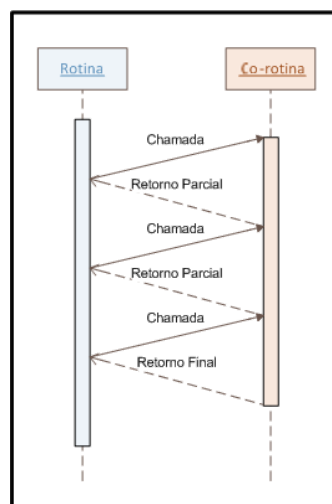 Rotina
Co-rotina
Chamada
Retorno Parcial
Chamada
Retorno Parcial
Chamada
Retorno Final